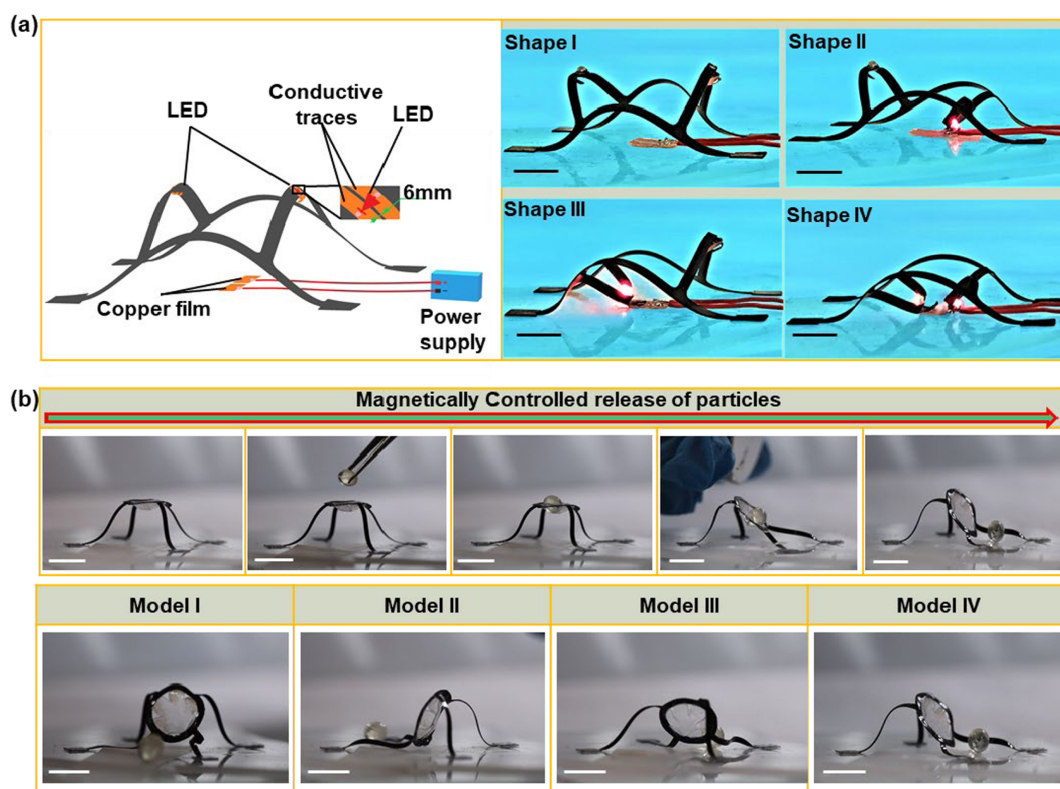 (a)
LED
Conductive
traces
LED
6mm
Copper film
Power
supply
Shape I
Shape II
Shape III
Shape IV
(b)
Magnetically Controlled release of particles
Model I
Model II
Model III
Model IV